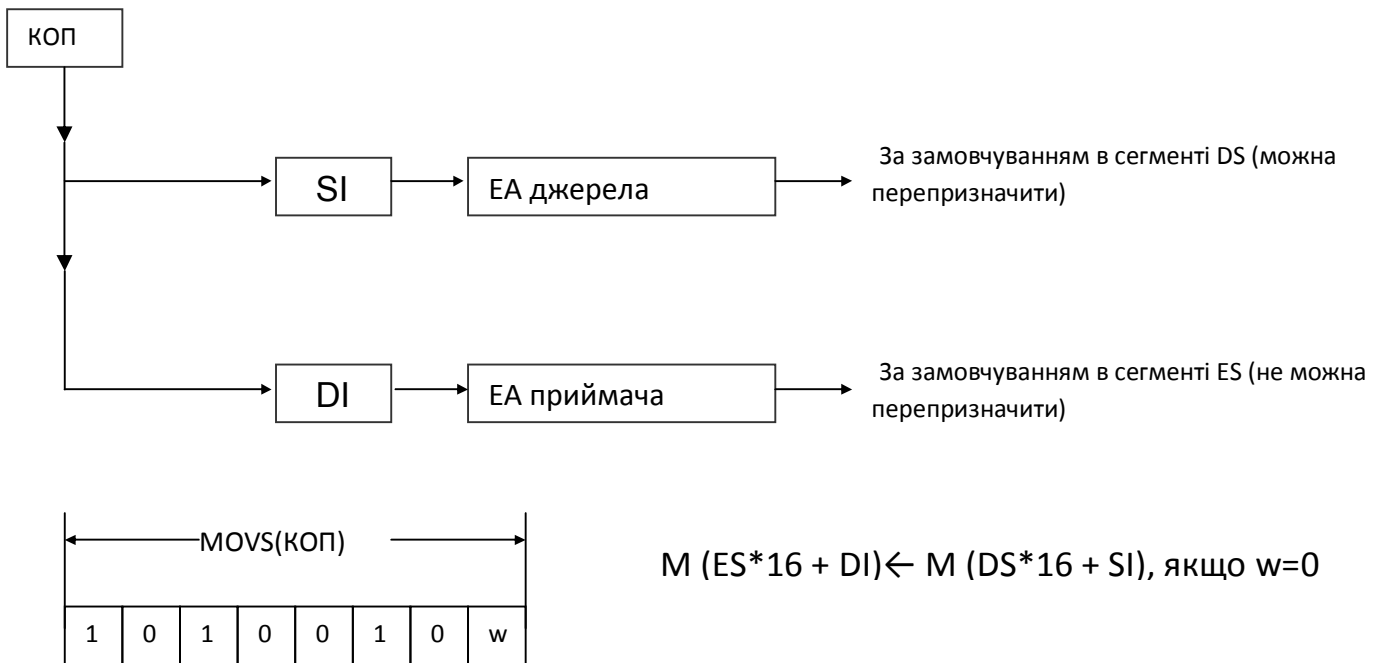 КОП
За замовчуванням в сегменті DS (можна
перепризначити)
SI
ЕА джерела
За замовчуванням в сегменті ES (не можна
перепризначити)
DI
ЕА приймача
MOVS(КОП)
M (ES*16 + DI)← M (DS*16 + SI), якщо w=0
1 0 1 0 0 1 0 w